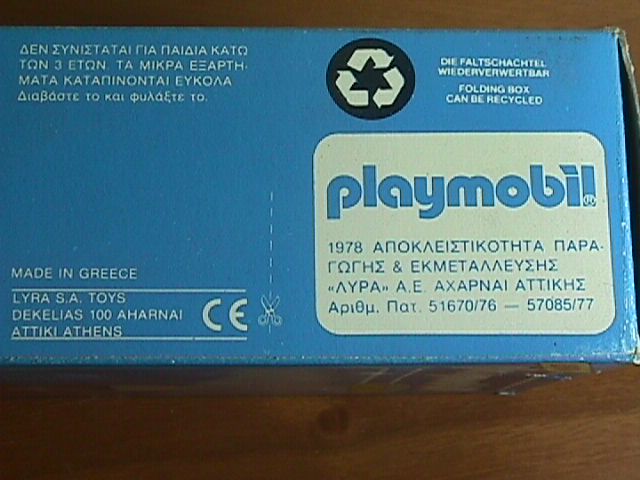 ΔΕΝ ΣΥΝΙΣΤΑΤΑΙ ΓΙΑ ΠΑΙΔΙΑ ΚΑΤΩ
ΤΩΝ 3 ΕΤΩΝ. ΤΑ ΜΙΚΡΑ ΕΞΑΡΤΗ-
ΜΑΤΑ ΚΑΤΑΠΙΝΟΝΤΑΙ ΕΥΚΟΛΑ
Διαβάστε το και φυλάξτε το.
DIE FALTSCHACHTEL
WIEDERVERWERTBAR
FOLDING BOX
CAN BE RECYCLED
playmobil
®
1978 ΑΠΟΚΛΕΙΣΤΙΚΟΤΗΤΑ ΠΑΡΑ-
ΓΩΓΗΣ & ΕΚΜΕΤΑΛΛΕΥΣΗΣ
«ΛΥΡΑ» Α.Ε. ΑΧΑΡΝΑΙ ΑΤΤΙΚΗΣ
Αριθμ. Πατ. 51670/76 — 57085/77
MADE IN GREECE
LYRA S.A. TOYS
DEKELIAS 100 AHARNAI
ATTIKI ATHENS
CE